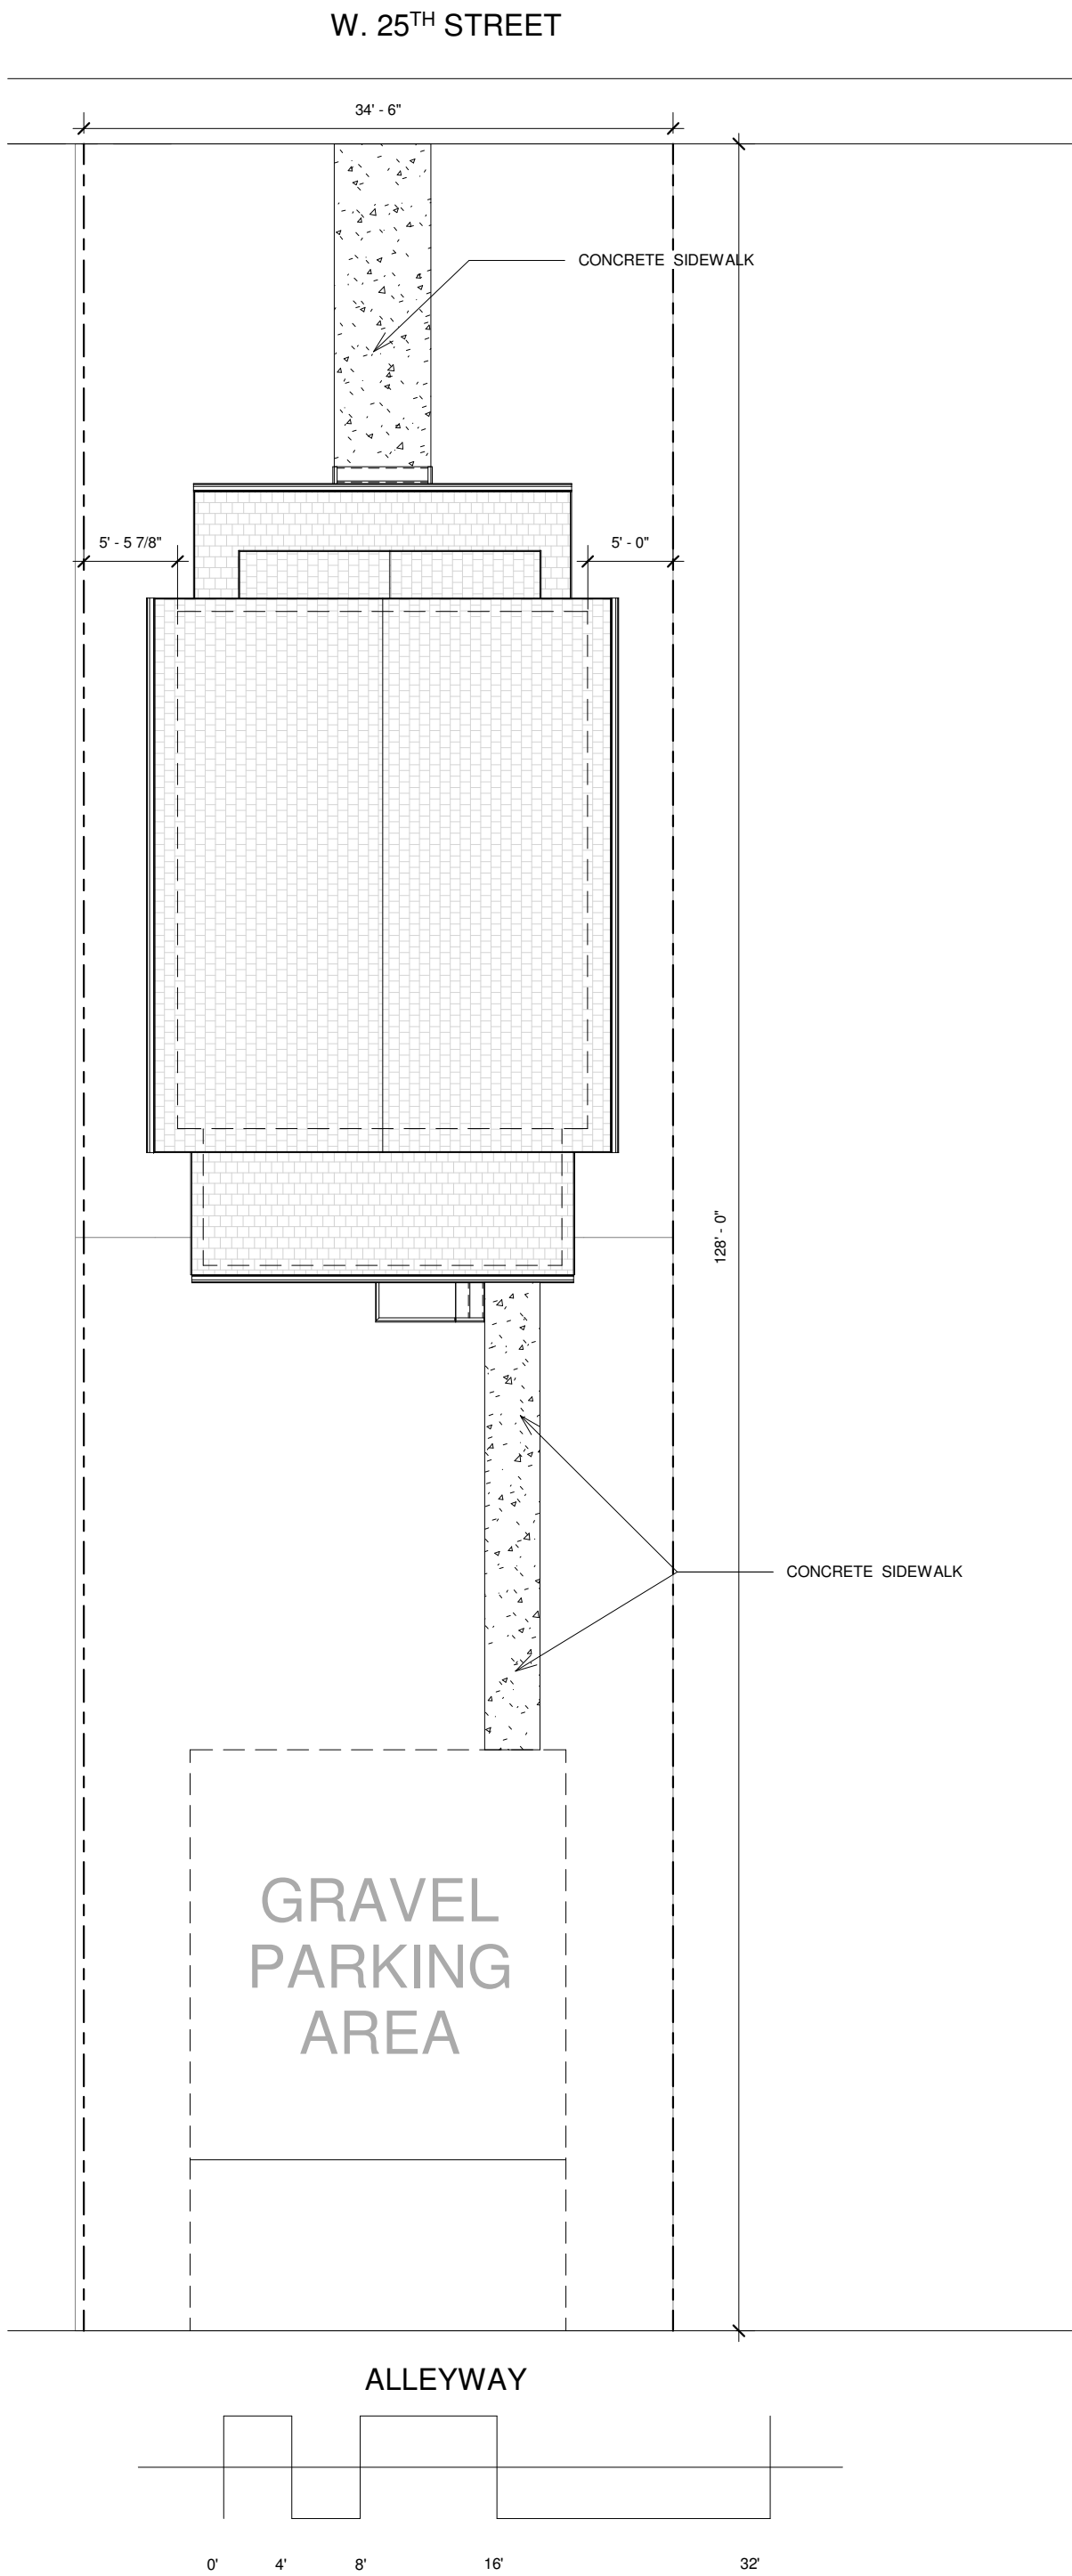 W. 25TH STREET
34' - 6"
CONCRETE SIDEWALK
5' - 5 7/8"
5' - 0"
128' - 0"
CONCRETE SIDEWALK
GRAVEL
PARKING
AREA
ALLEYWAY
0' 4' 8' 16' 32'